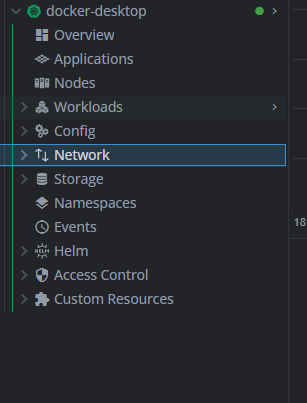 docker-desktop
Overview
Applications
Nodes
Workloads
Config
Network
Storage
Namespaces
Events
HELM Helm
Access Control
Custom Resources
18